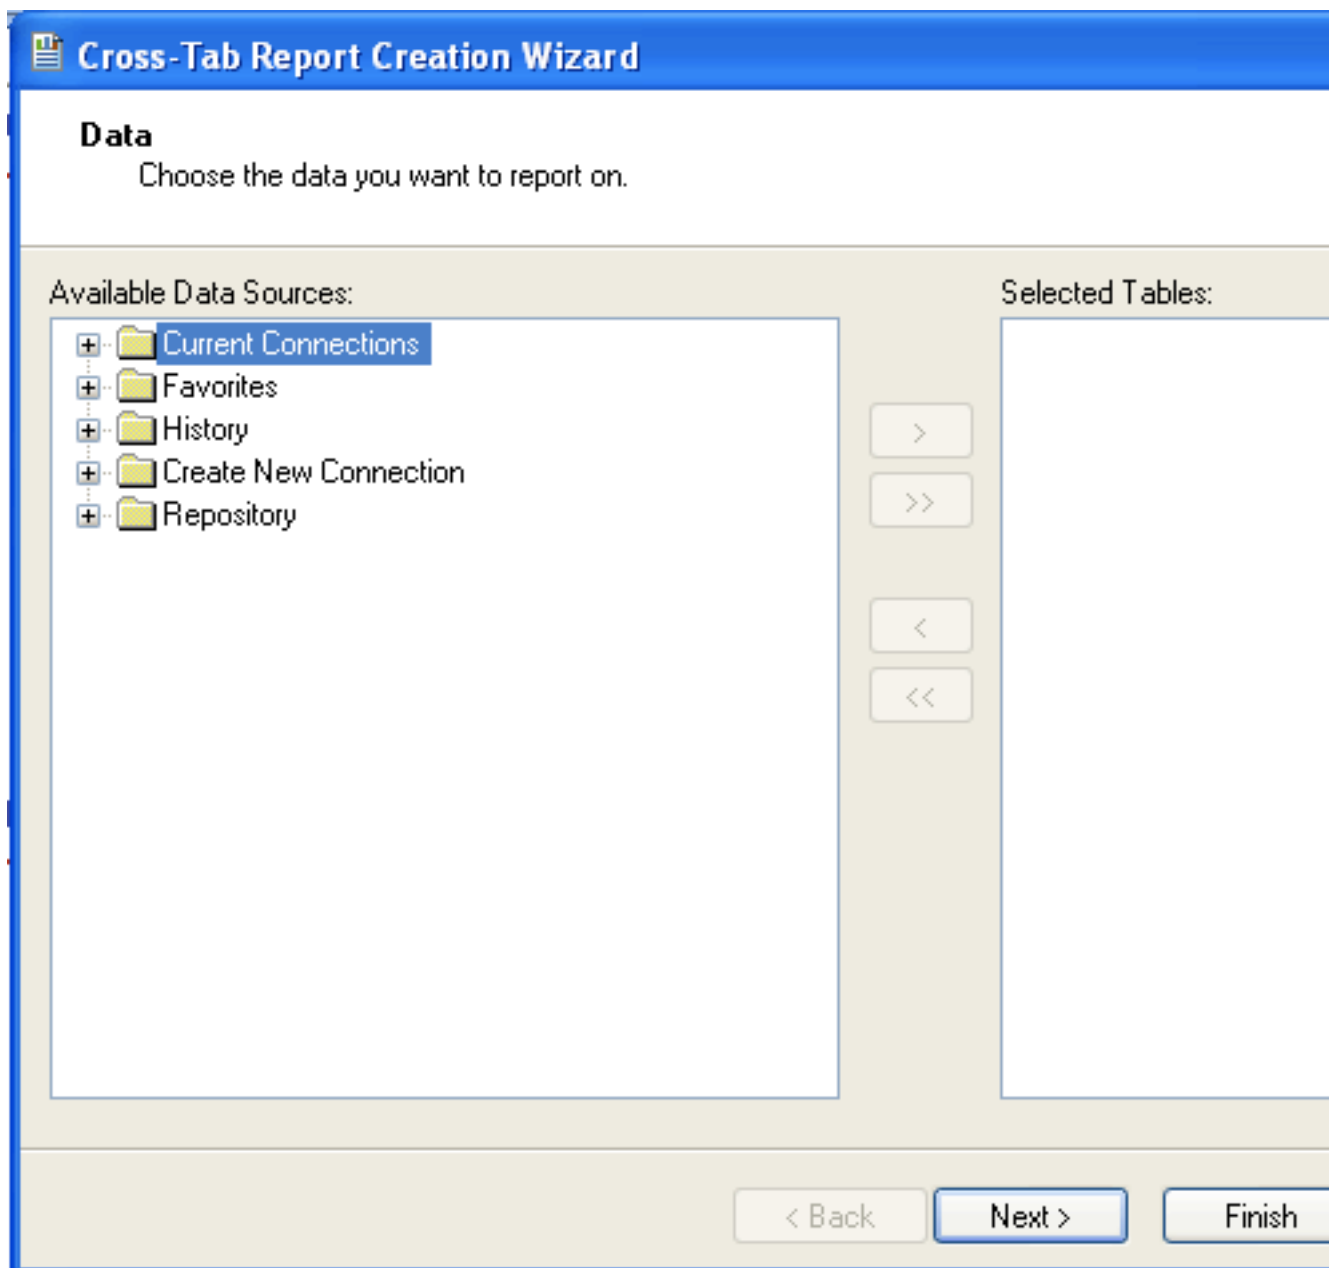 Cross-Tab Report Creation Wizard
Data
Choose the data you want to report on.
Available Data Sources:
Selected Tables:
Current Connections
Favorites
History
Create New Connection
Repository
>
>>
<
<<
< Back
Next >
Finish